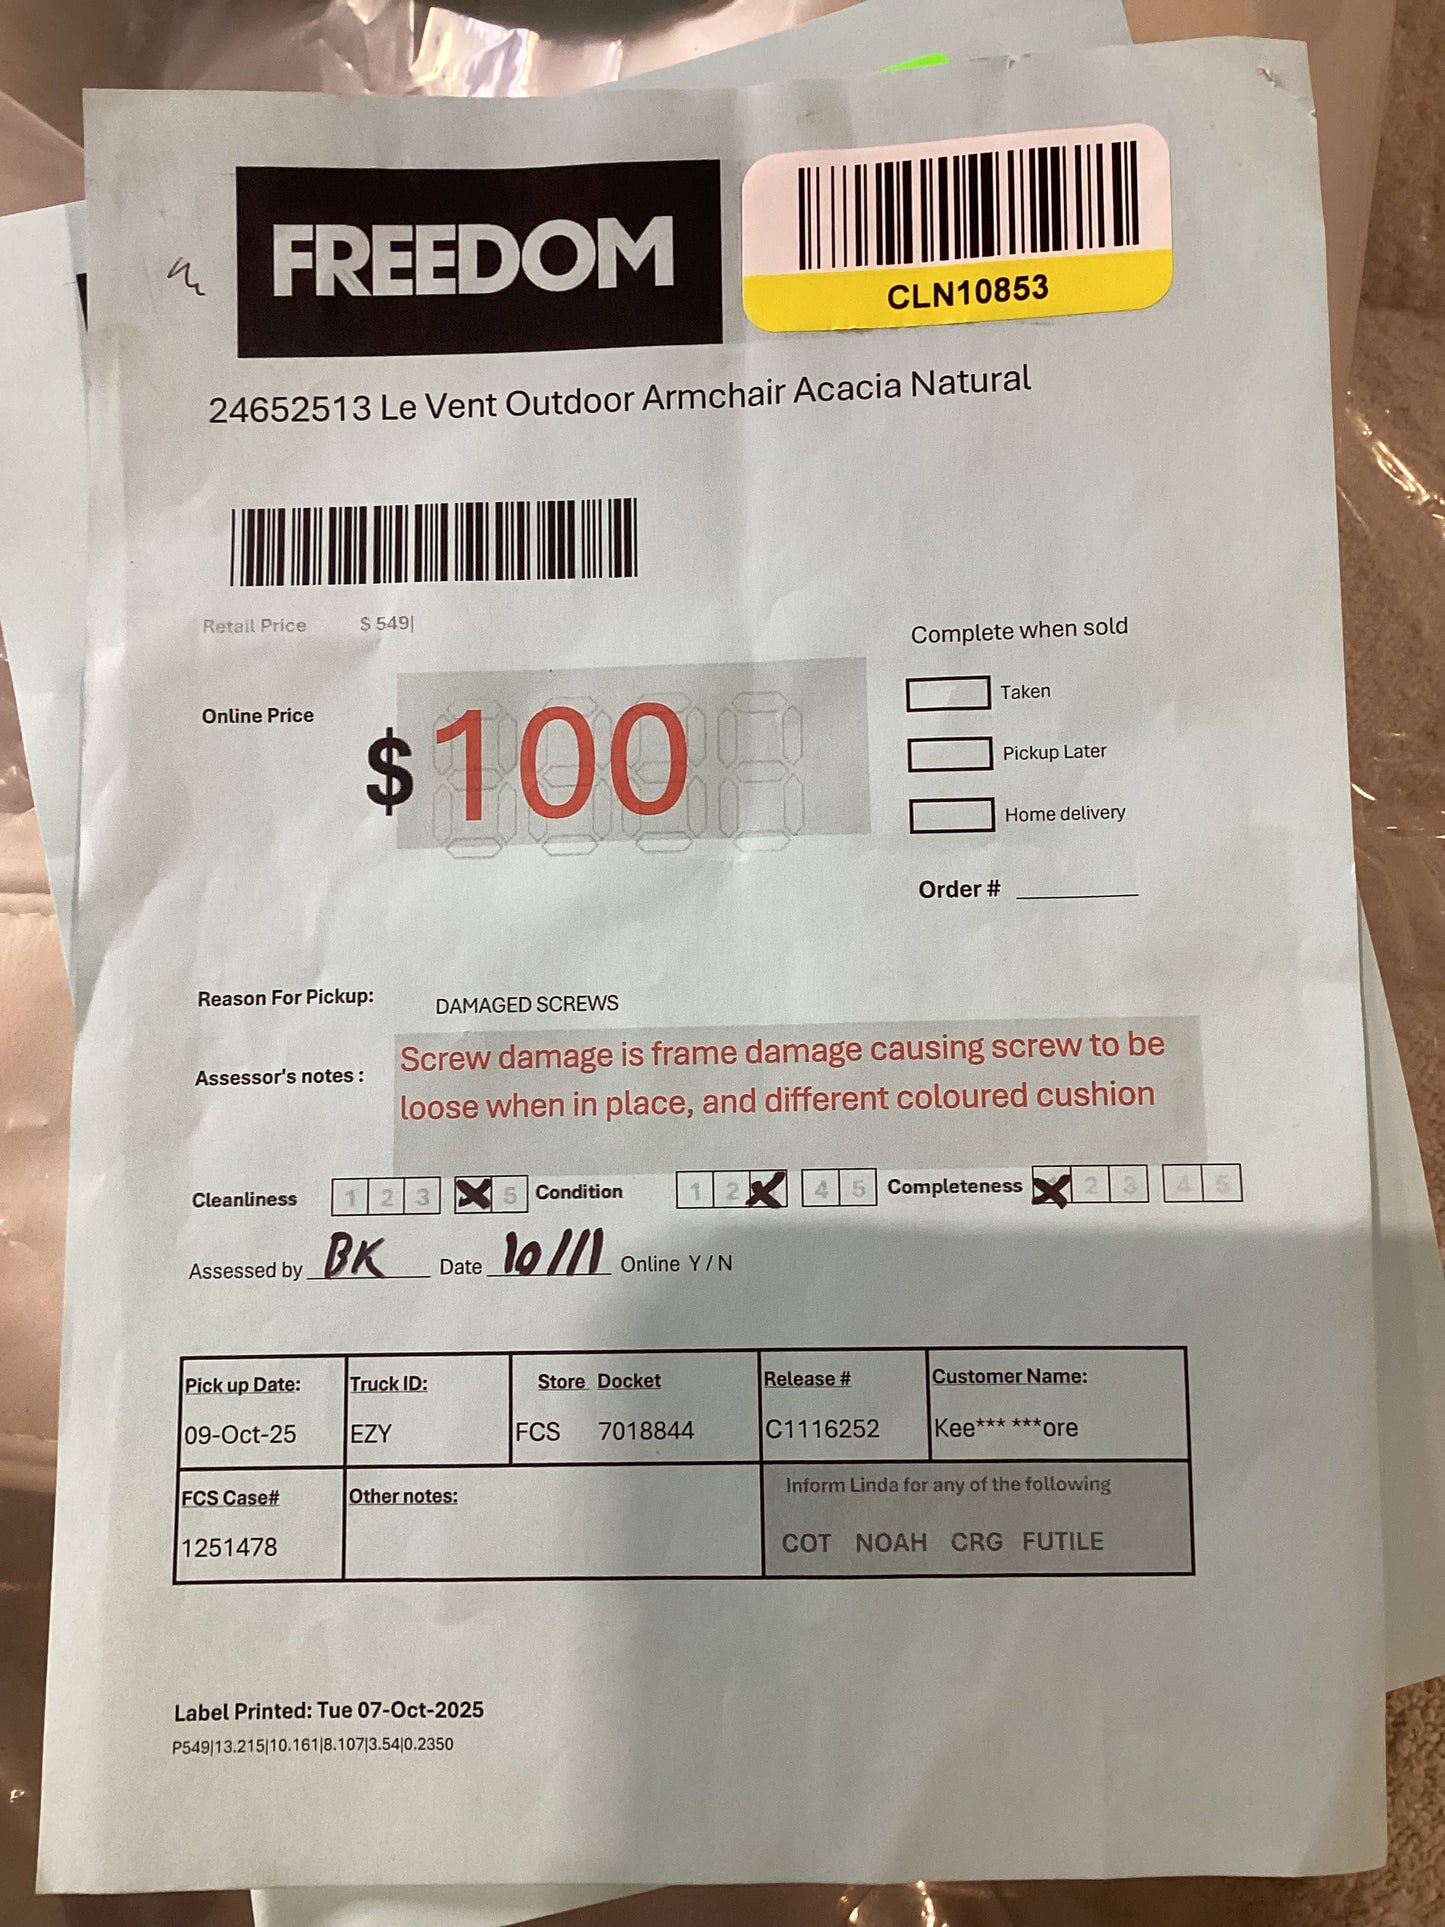 FREEDOM
CLN10853
24652513 Le Vent Outdoor Armchair Acacia Natural
Retail Price $ 549|
Complete when sold
Taken
Online Price
$ 100
Pickup Later
Home delivery
Order #
Reason For Pickup: DAMAGED SCREWS
Assessor's notes : Screw damage is frame damage causing screw to be
loose when in place, and different coloured cushion
Cleanliness 1 2 3 5 Condition 1 2 4 5 Completeness 2 3 4 5
Assessed by BK Date 10/11 Online Y / N
Pick up Date: Truck ID: Store Docket Release # Customer Name:
09-Oct-25 EZY FCS 7018844 C1116252 Kee*** ***ore
FCS Case# Other notes: Inform Linda for any of the following
1251478 COT NOAH CRG FUTILE
Label Printed: Tue 07-Oct-2025
P549|13.215|10.161|8.107|3.54|0.2350